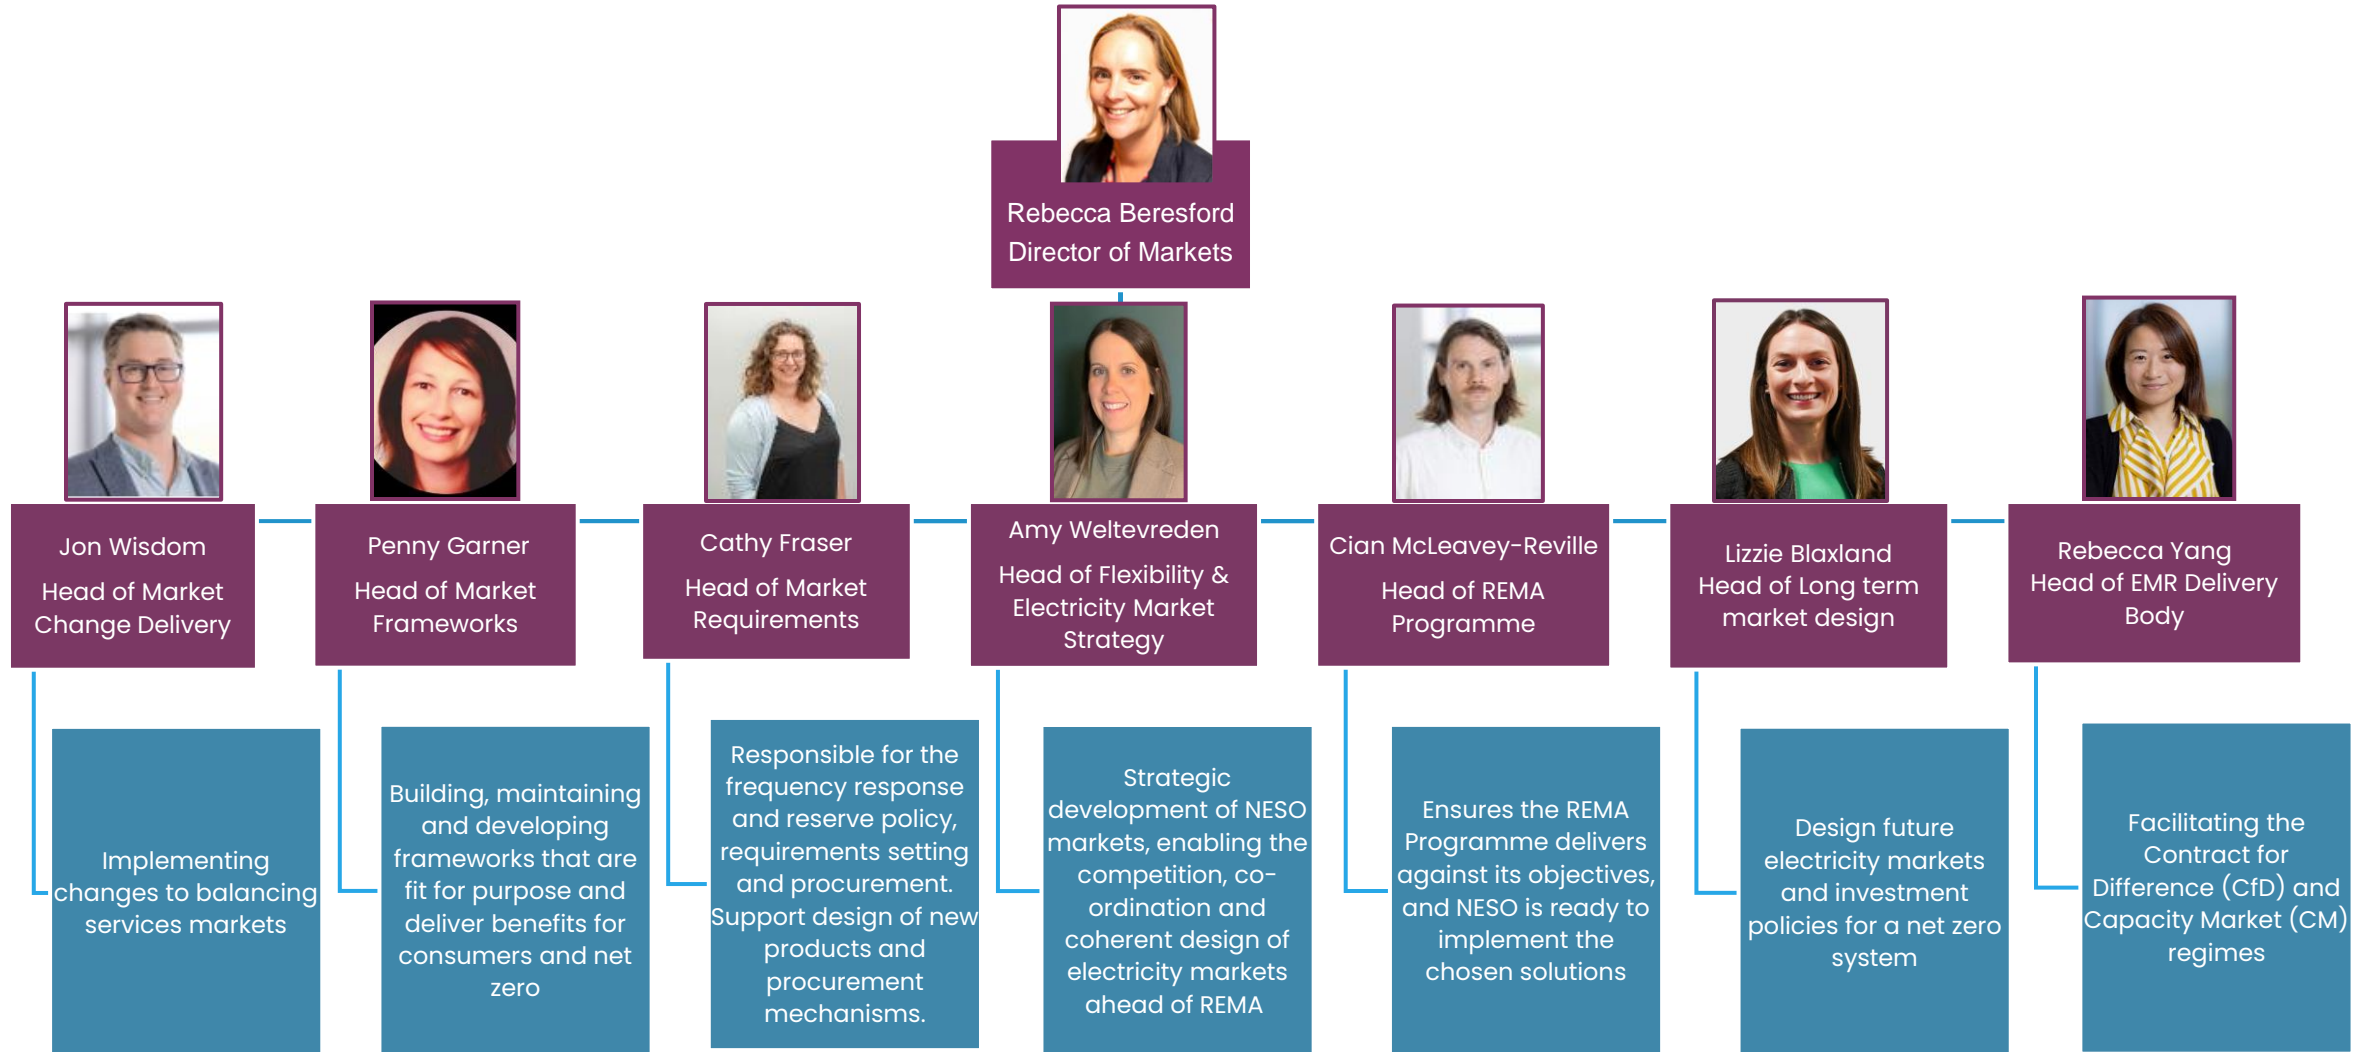 Rebecca Beresford
Director of Markets
Jon Wisdom
Head of Market
Change Delivery
Penny Garner
Head of Market
Frameworks
Cathy Fraser
Head of Market
Requirements
Amy Weltevreden
Head of Flexibility &
Electricity Market
Strategy
Cian McLeavey-Reville
Head of REMA
Programme
Lizzie Blaxland
Head of Long term
market design
Rebecca Yang
Head of EMR Delivery
Body
Implementing
changes to balancing
services markets
Building, maintaining
and developing
frameworks that are
fit for purpose and
deliver benefits for
consumers and net
zero
Responsible for the
frequency response
and reserve policy,
requirements setting
and procurement.
Support design of new
products and
procurement
mechanisms.
Strategic
development of NESO
markets, enabling the
competition, co-
ordination and
coherent design of
electricity markets
ahead of REMA
Ensures the REMA
Programme delivers
against its objectives,
and NESO is ready to
implement the
chosen solutions
Design future
electricity markets
and investment
policies for a net zero
system
Facilitating the
Contract for
Difference (CfD) and
Capacity Market (CM)
regimes